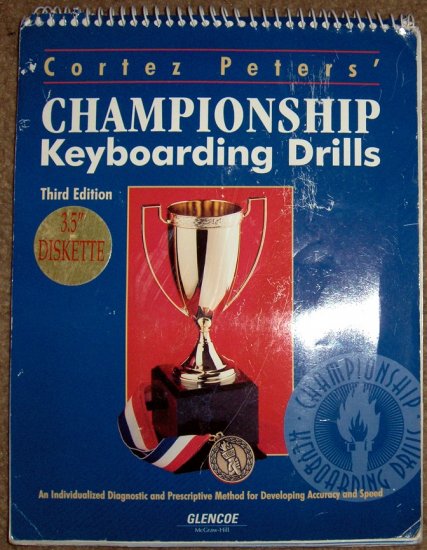 Cortez Peters'
CHAMPIONSHIP
Keyboarding Drills
Third Edition
3.5"
DISKETTE
CHAMPIONSHIP
KEYBOARDING DRILLS
An Individualized Diagnostic and Prescriptive Method for Developing Accuracy and Speed
GLENCOE
McGraw-Hill